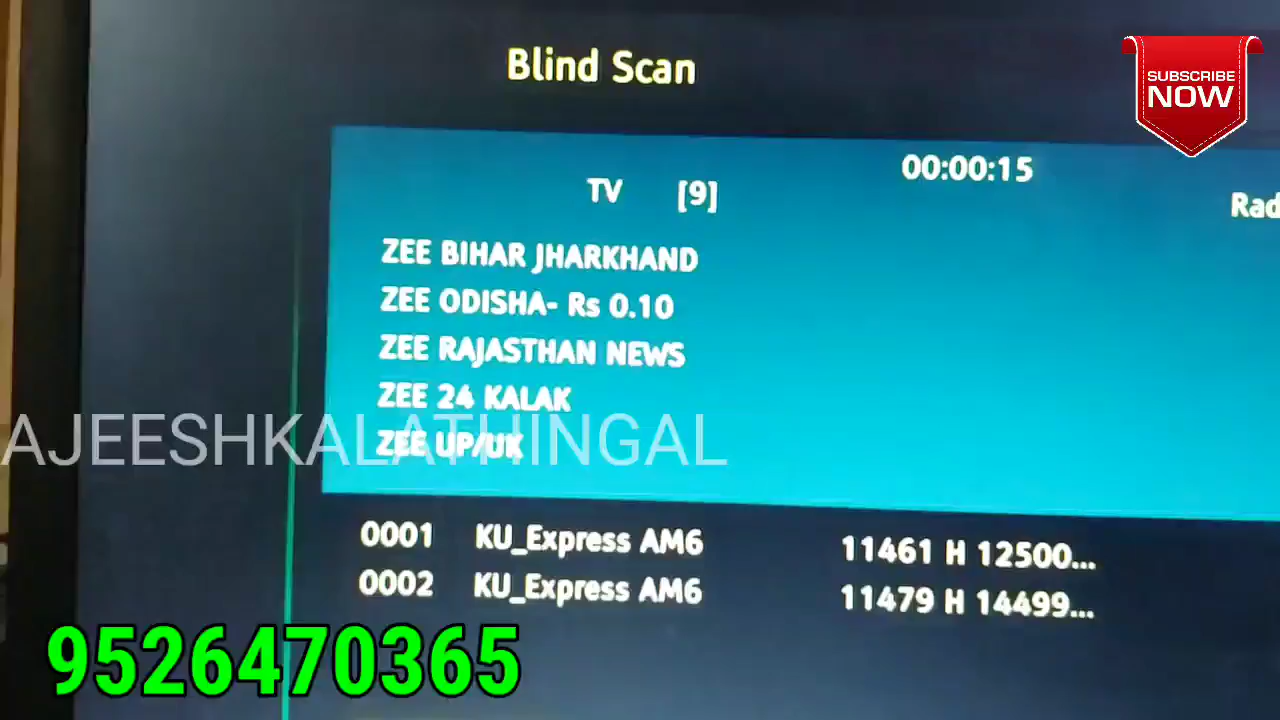 Blind Scan
SUBSCRIBE
NOW
00:00:15
TV [9]
Rad
ZEE BIHAR JHARKHAND
ZEE ODISHA- Rs 0.10
ZEE RAJASTHAN NEWS
ZEE 24 KALAK
ZEE UP/UK
AJEESHKALATHINGAL
0001 KU_Express AM6 11461 H 12500...
0002 KU_Express AM6 11479 H 14499...
9526470365